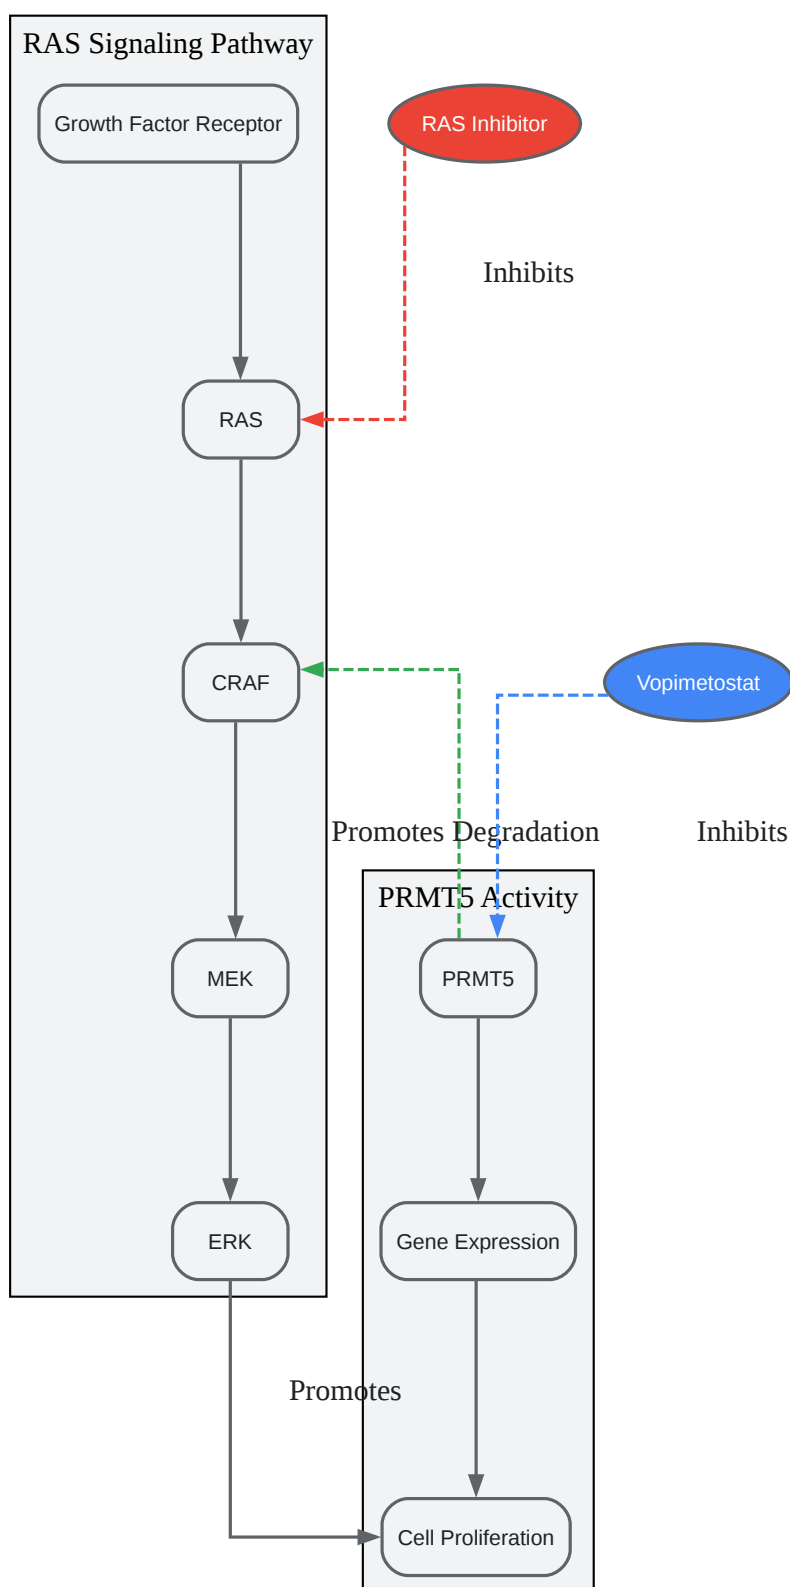 RAS Signaling Pathway
Growth Factor Receptor
RAS Inhibitor
Inhibits
RAS
CRAF
Vopimetostat
Promotes Degradation
Inhibits
PRMT5 Activity
MEK
PRMT5
ERK
Gene Expression
Promotes
Cell Proliferation